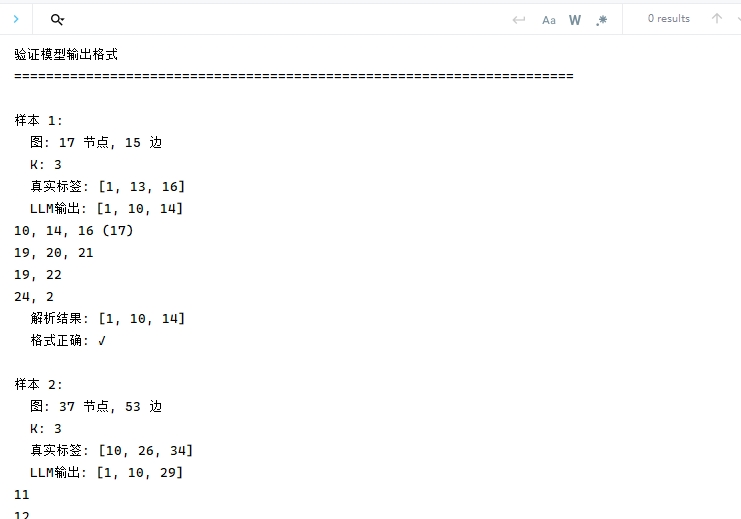 Aa W .* 0 results
验证模型输出格式
======================================================================
样本 1:
图: 17 节点, 15 边
K: 3
真实标签: [1, 13, 16]
LLM输出: [1, 10, 14]
10, 14, 16 (17)
19, 20, 21
19, 22
24, 2
解析结果: [1, 10, 14]
格式正确: ✓
样本 2:
图: 37 节点, 53 边
K: 3
真实标签: [10, 26, 34]
LLM输出: [1, 10, 29]
11
12